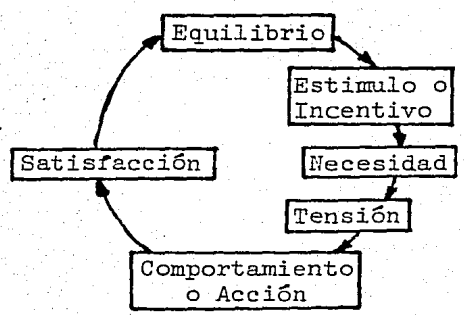 Equilibrio
Estimulo o
Incentivo
Necesidad
Tensión
Comportamiento
o Acción
Satisfacción